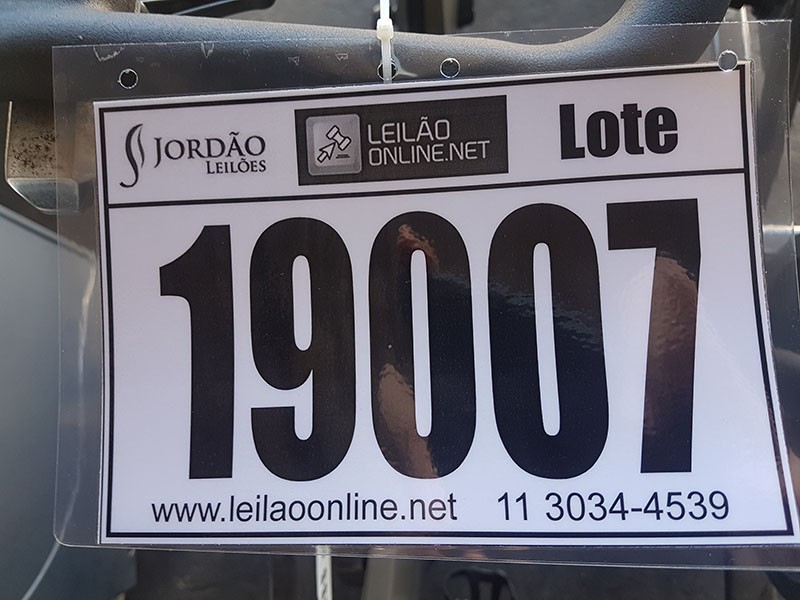 JORDÃO
LEILÕES
LEILÃO
ONLINE.NET
Lote
19007
www.leilaoonline.net 11 3034-4539